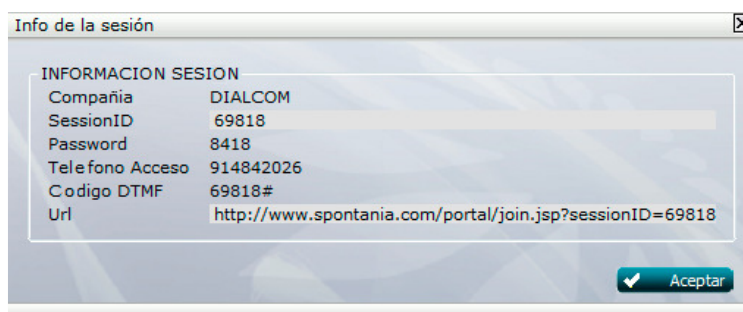 Info de la sesión
INFORMACION SESION
Compañia DIALCOM
SessionID 69818
Password 8418
Telefono Acceso 914842026
Codigo DTMF 69818#
Url http://www.spontania.com/portal/join.jsp?sessionID=69818
Aceptar